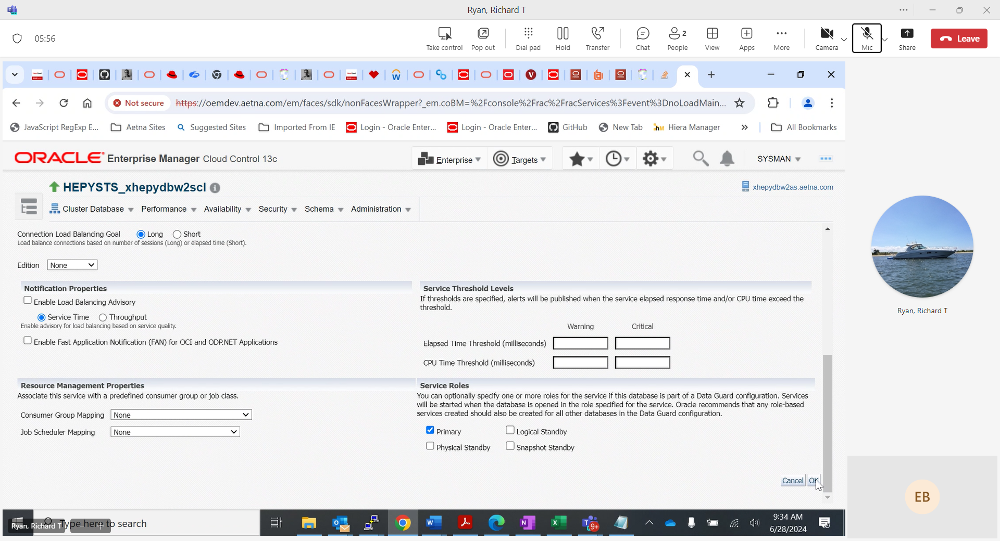 Ryan, Richard T
05:56
Take control
Pop out
Dial pad
Hold
Transfer
Chat
2
People
View
Apps
More
Camera
Mic
Share
Leave
Not secure
https://oemdev.aetna.com/em/faces/sdk/nonFacesWrapper?_em.coBM=%2Fconsole%2Frac%2FracServices%3Fevent%3DnoLoadMain...
JavaScript RegExp E...
Aetna Sites
Suggested Sites
Imported From IE
Login - Oracle Enter...
Login - Oracle Enter...
GitHub
New Tab
hM
Hiera Manager
All Bookmarks
ORACLE Enterprise Manager Cloud Control 13c
Enterprise
Targets
SYSMAN
HEPYSTS_xhepydbw2scl
xhepydbw2as.aetna.com
Cluster Database
Performance
Availability
Security
Schema
Administration
Connection Load Balancing Goal Long Short
Load balance connections based on number of sessions (Long) or elapsed time (Short).
Edition None
Notification Properties
Enable Load Balancing Advisory
Service Time Throughput
Enable advisory for load balancing based on service quality.
Enable Fast Application Notification (FAN) for OCI and ODP.NET Applications
Service Threshold Levels
If thresholds are specified, alerts will be published when the service elapsed response time and/or CPU time exceed the
threshold.
Warning Critical
Elapsed Time Threshold (milliseconds)
CPU Time Threshold (milliseconds)
Resource Management Properties
Associate this service with a predefined consumer group or job class.
Consumer Group Mapping None
Job Scheduler Mapping None
Service Roles
You can optionally specify one or more roles for the service if this database is part of a Data Guard configuration. Services
will be started when the database is opened in the role specified for the service. Oracle recommends that any role-based
services created should also be created for all other databases in the Data Guard configuration.
Primary Logical Standby
Physical Standby Snapshot Standby
Cancel OK
Ryan, Richard T
EB
Ryan, Richard T
Type here to search
9+
9:34 AM
6/28/2024